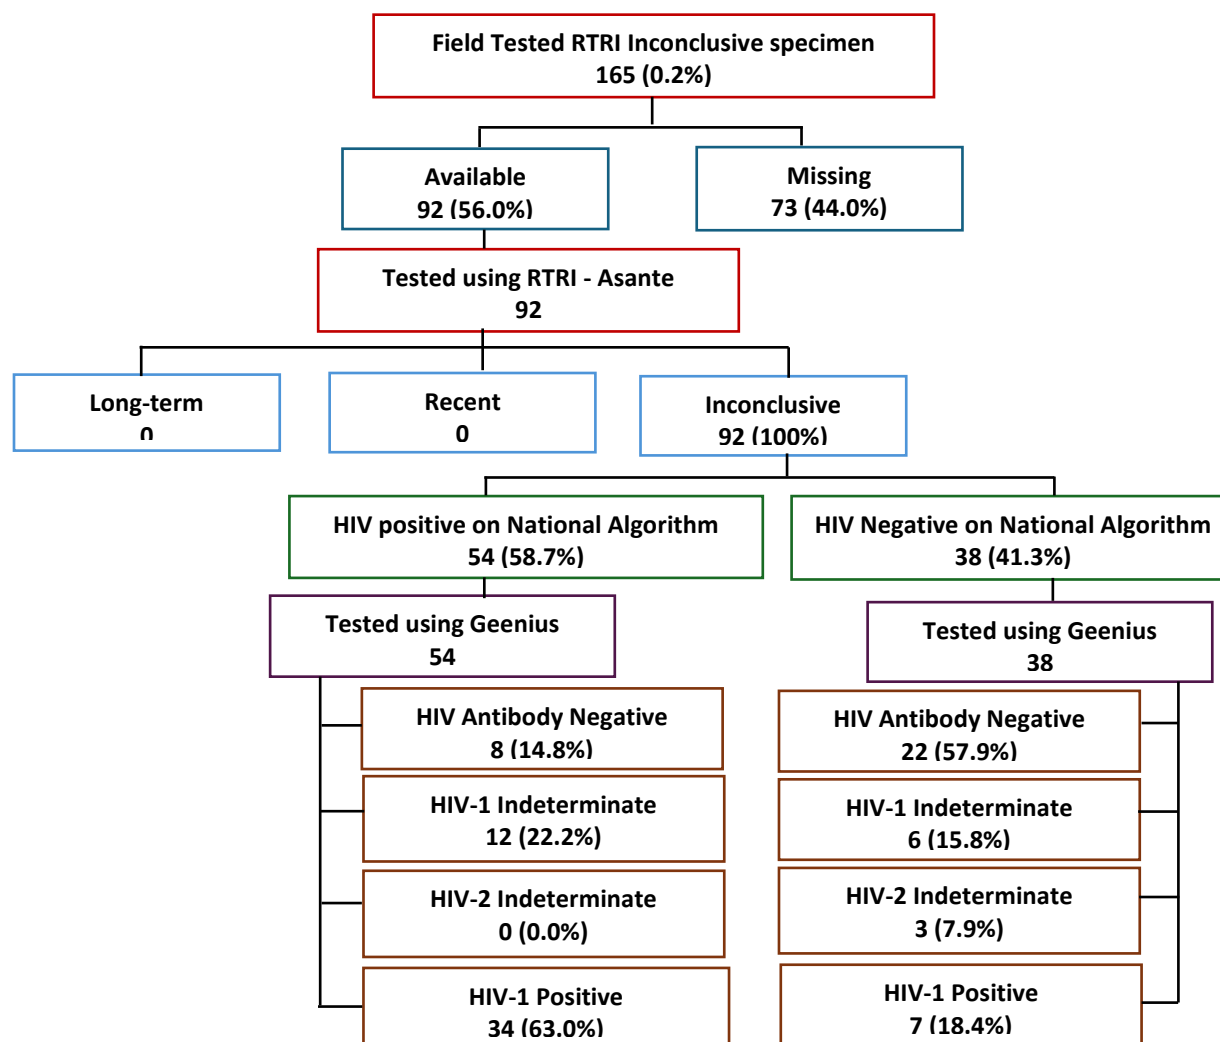 Field Tested RTRI Inconclusive specimen
165 (0.2%)
Available
92 (56.0%)
Missing
73 (44.0%)
Tested using RTRI - Asante
92
Long-term
0
Recent
0
Inconclusive
92 (100%)
HIV positive on National Algorithm
54 (58.7%)
HIV Negative on National Algorithm
38 (41.3%)
Tested using Geenius
54
Tested using Geenius
38
HIV Antibody Negative
8 (14.8%)
HIV-1 Indeterminate
12 (22.2%)
HIV-2 Indeterminate
0 (0.0%)
HIV-1 Positive
34 (63.0%)
HIV Antibody Negative
22 (57.9%)
HIV-1 Indeterminate
6 (15.8%)
HIV-2 Indeterminate
3 (7.9%)
HIV-1 Positive
7 (18.4%)